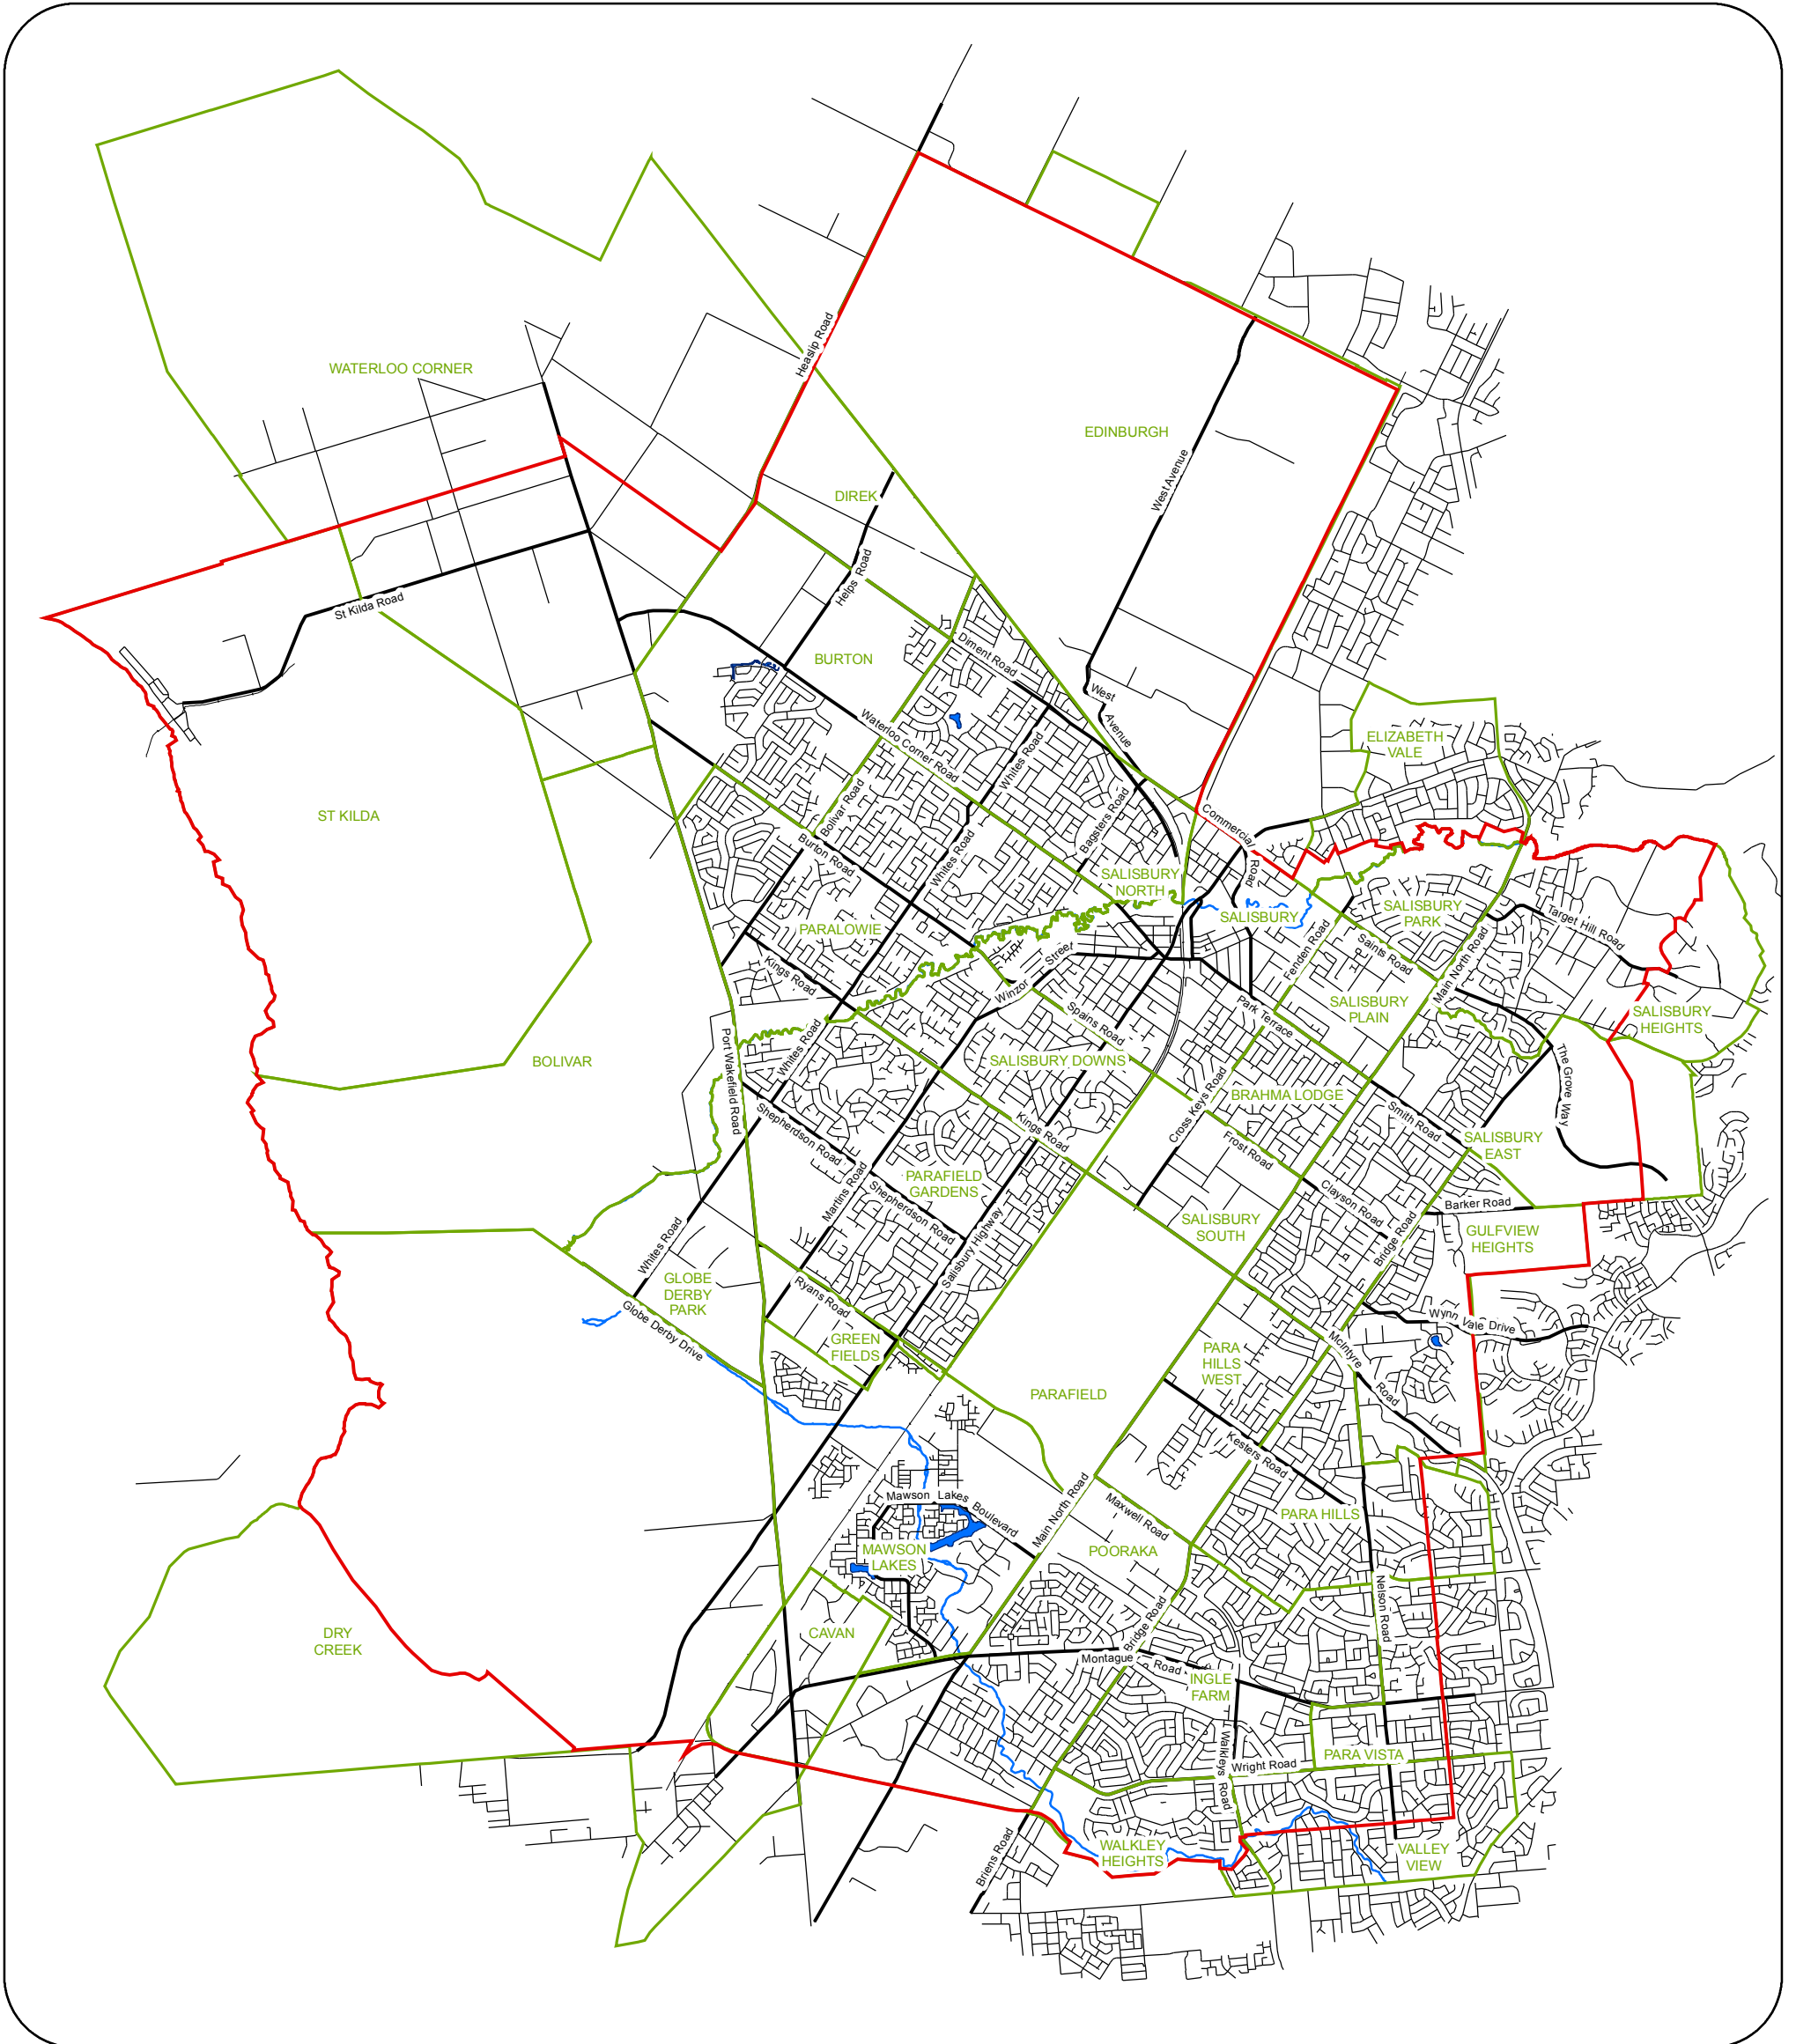 Heaslip Road
WATERLOO CORNER
EDINBURGH
West Avenue
DIREK
Helps Road
St Kilda Road
BURTON
Diment Road
West
Avenue
Waterloo Corner Road
Whites Road
ELIZABETH
VALE
ST KILDA
Bolivar Road
Bagsters Road
Commercial
Road
Burton Road
Whites Road
SALISBURY
NORTH
SALISBURY
SALISBURY
PARK
Target Hill Road
PARALOWIE
Winzor
Street
Fenden Road
Saints Road
Main North Road
Kings Road
Spains Road
Park Terrace
SALISBURY
PLAIN
SALISBURY
HEIGHTS
Port Wakefield Road
Whites Road
BOLIVAR
SALISBURY DOWNS
Cross Keys Road
BRAHMA LODGE
The Grove Way
Shepherdson Road
Kings Road
Frost Road
Smith Road
SALISBURY
EAST
PARAFIELD
GARDENS
Martins Road
Shepherdson Road
Salisbury Highway
Clayson Road
Barker Road
SALISBURY
SOUTH
Bridge Road
GULFVIEW
HEIGHTS
Whites Road
GLOBE
DERBY
PARK
Ryans Road
Globe Derby Drive
GREEN
FIELDS
Wynn Vale Drive
McIntyre
Road
PARA
HILLS
WEST
PARAFIELD
Kesters Road
Mawson Lakes Boulevard
Main North Road
Maxwell Road
PARA HILLS
MAWSON
LAKES
POORAKA
Nelson Road
DRY
CREEK
CAVAN
Bridge Road
Montague
Road
INGLE
FARM
Walkleys Road
Wright Road
PARA VISTA
Briens Road
WALKLEY
HEIGHTS
VALLEY
VIEW